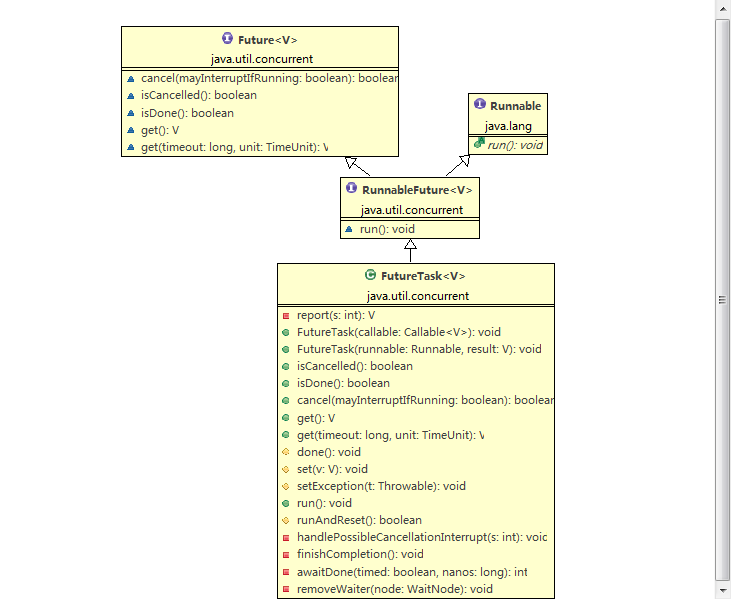 Future<V>
java.util.concurrent
cancel(mayInterruptIfRunning: boolean): boolean
isCancelled(): boolean
isDone(): boolean
get(): V
get(timeout: long, unit: TimeUnit): V
Runnable
java.lang
run(): void
RunnableFuture<V>
java.util.concurrent
run(): void
FutureTask<V>
java.util.concurrent
report(s: int): V
FutureTask(callable: Callable<V>): void
FutureTask(runnable: Runnable, result: V): void
isCancelled(): boolean
isDone(): boolean
cancel(mayInterruptIfRunning: boolean): boolean
get(): V
get(timeout: long, unit: TimeUnit): V
done(): void
set(v: V): void
setException(t: Throwable): void
run(): void
runAndReset(): boolean
handlePossibleCancellationInterrupt(s: int): void
finishCompletion(): void
awaitDone(timed: boolean, nanos: long): int
removeWaiter(node: WaitNode): void